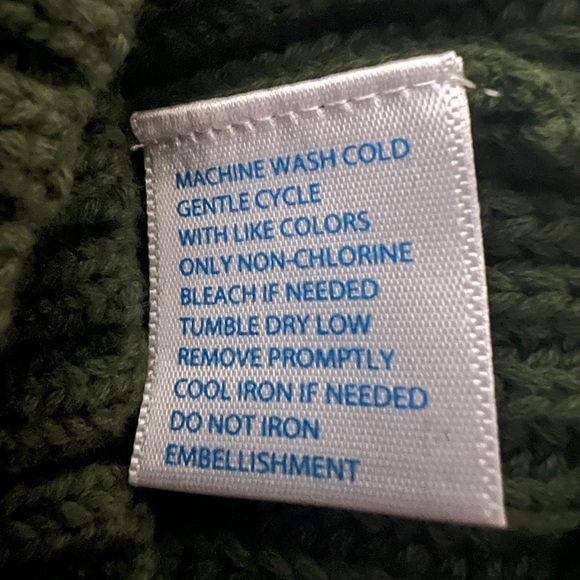 MACHINE WASH COLD
GENTLE CYCLE
WITH LIKE COLORS
ONLY NON-CHLORINE
BLEACH IF NEEDED
TUMBLE DRY LOW
REMOVE PROMPTLY
COOL IRON IF NEEDED
DO NOT IRON
EMBELLISHMENT